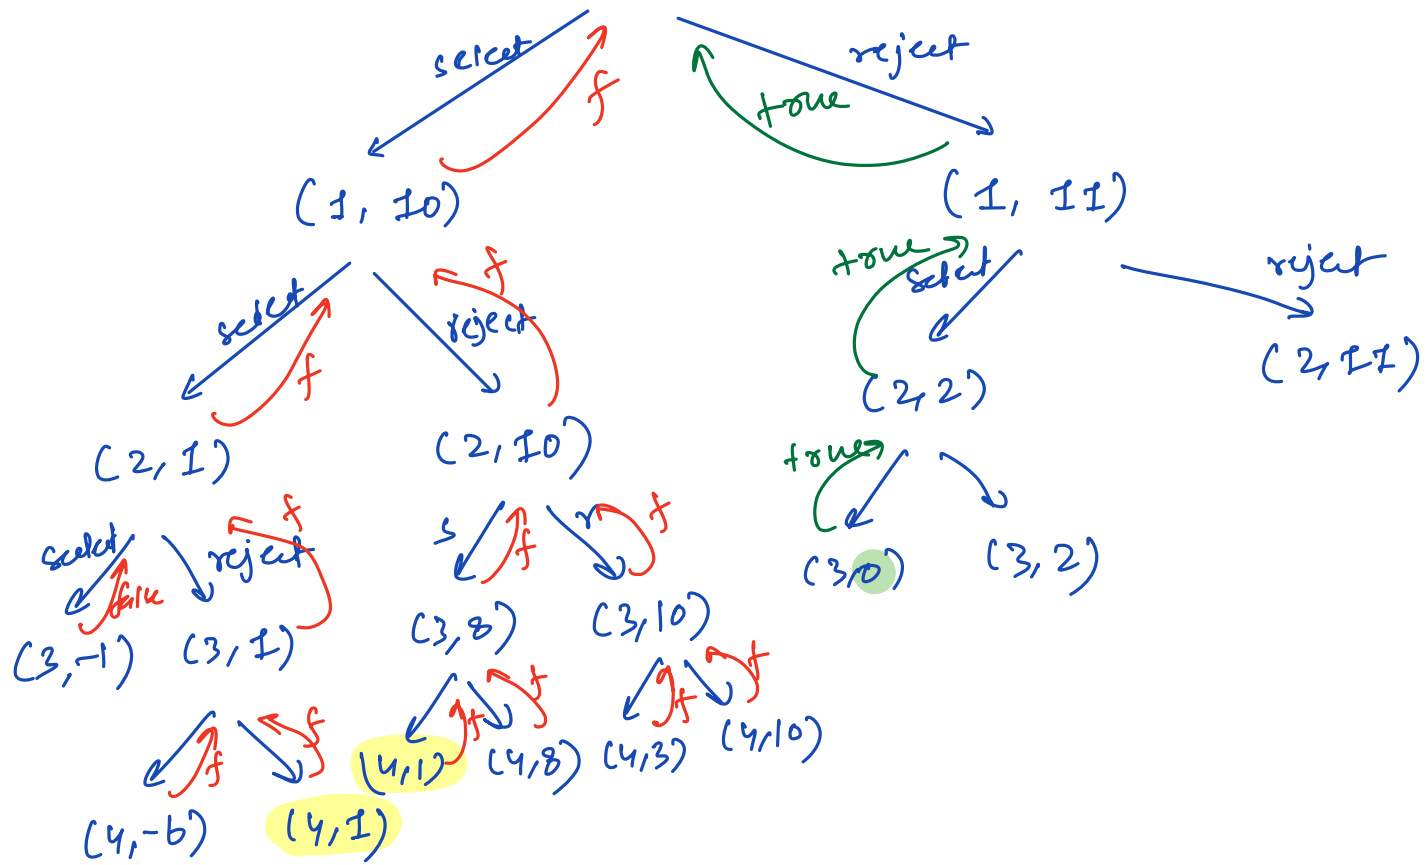 select
f
true
reject
(1, 10)
(1, 11)
select
f
f
reject
true
select
reject
(2, 1)
(2, 10)
(2, 2)
(2, 11)
select
false
f
reject
s
f
r
f
true
(3, -1)
(3, 1)
(3, 8)
(3, 10)
(3, 0)
(3, 2)
f
f
f
f
f
f
(4, -6)
(4, 1)
(4, 1)
(4, 8)
(4, 3)
(4, 10)